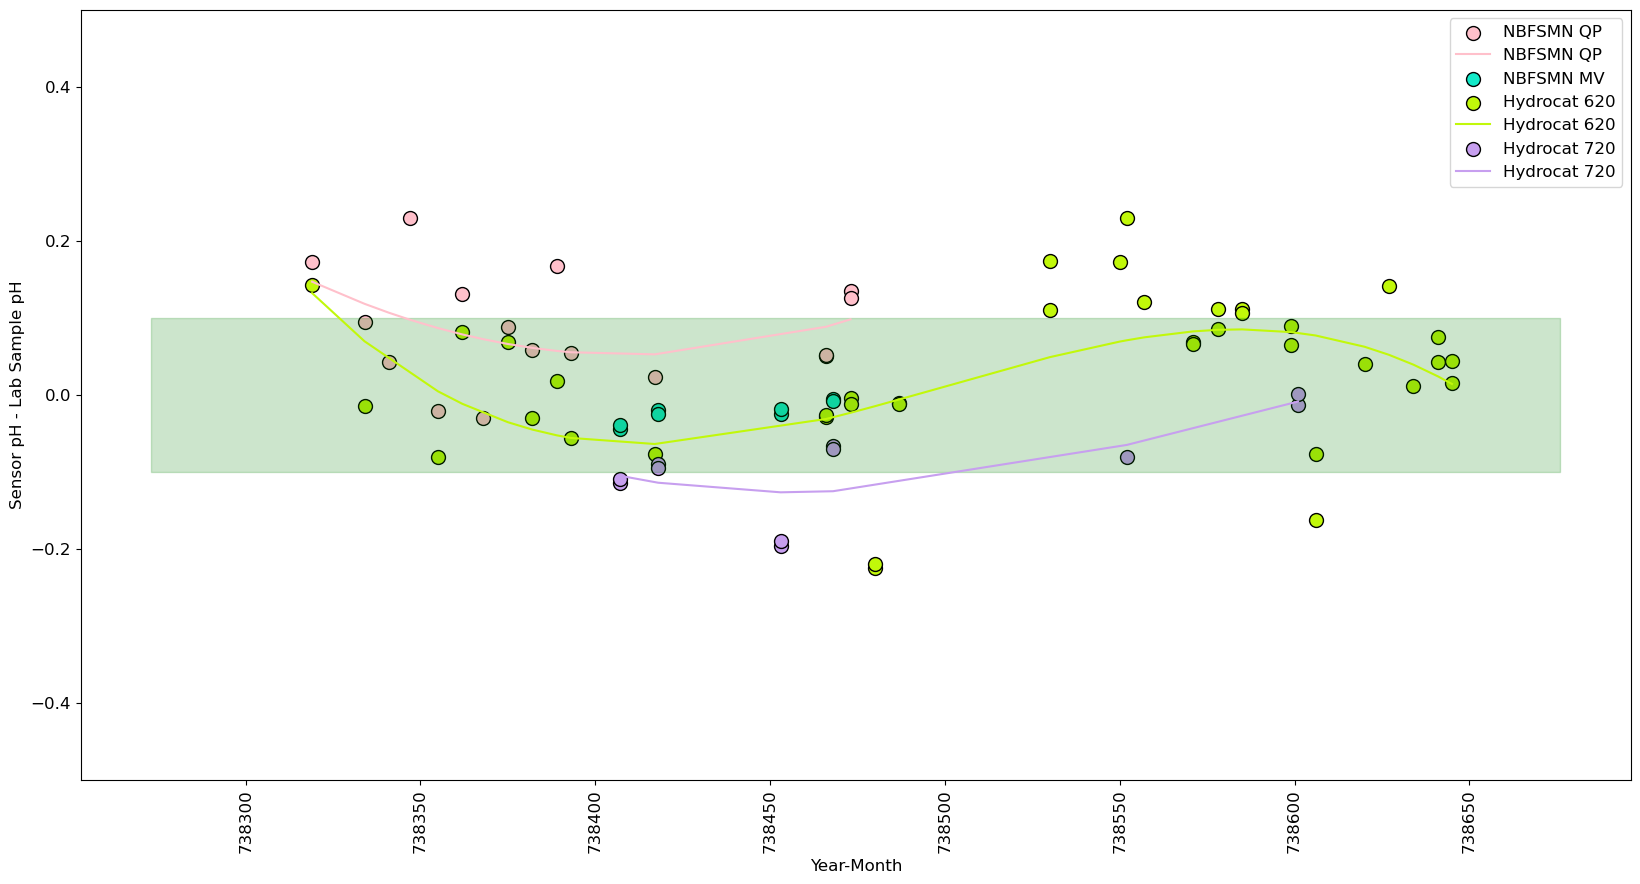 NBFSMN QP
NBFSMN QP
NBFSMN MV
Hydrocat 620
Hydrocat 620
Hydrocat 720
Hydrocat 720
0.4
0.2
0.0
−0.2
−0.4
Sensor pH - Lab Sample pH
738300
738350
738400
738450
738500
738550
738600
738650
Year-Month